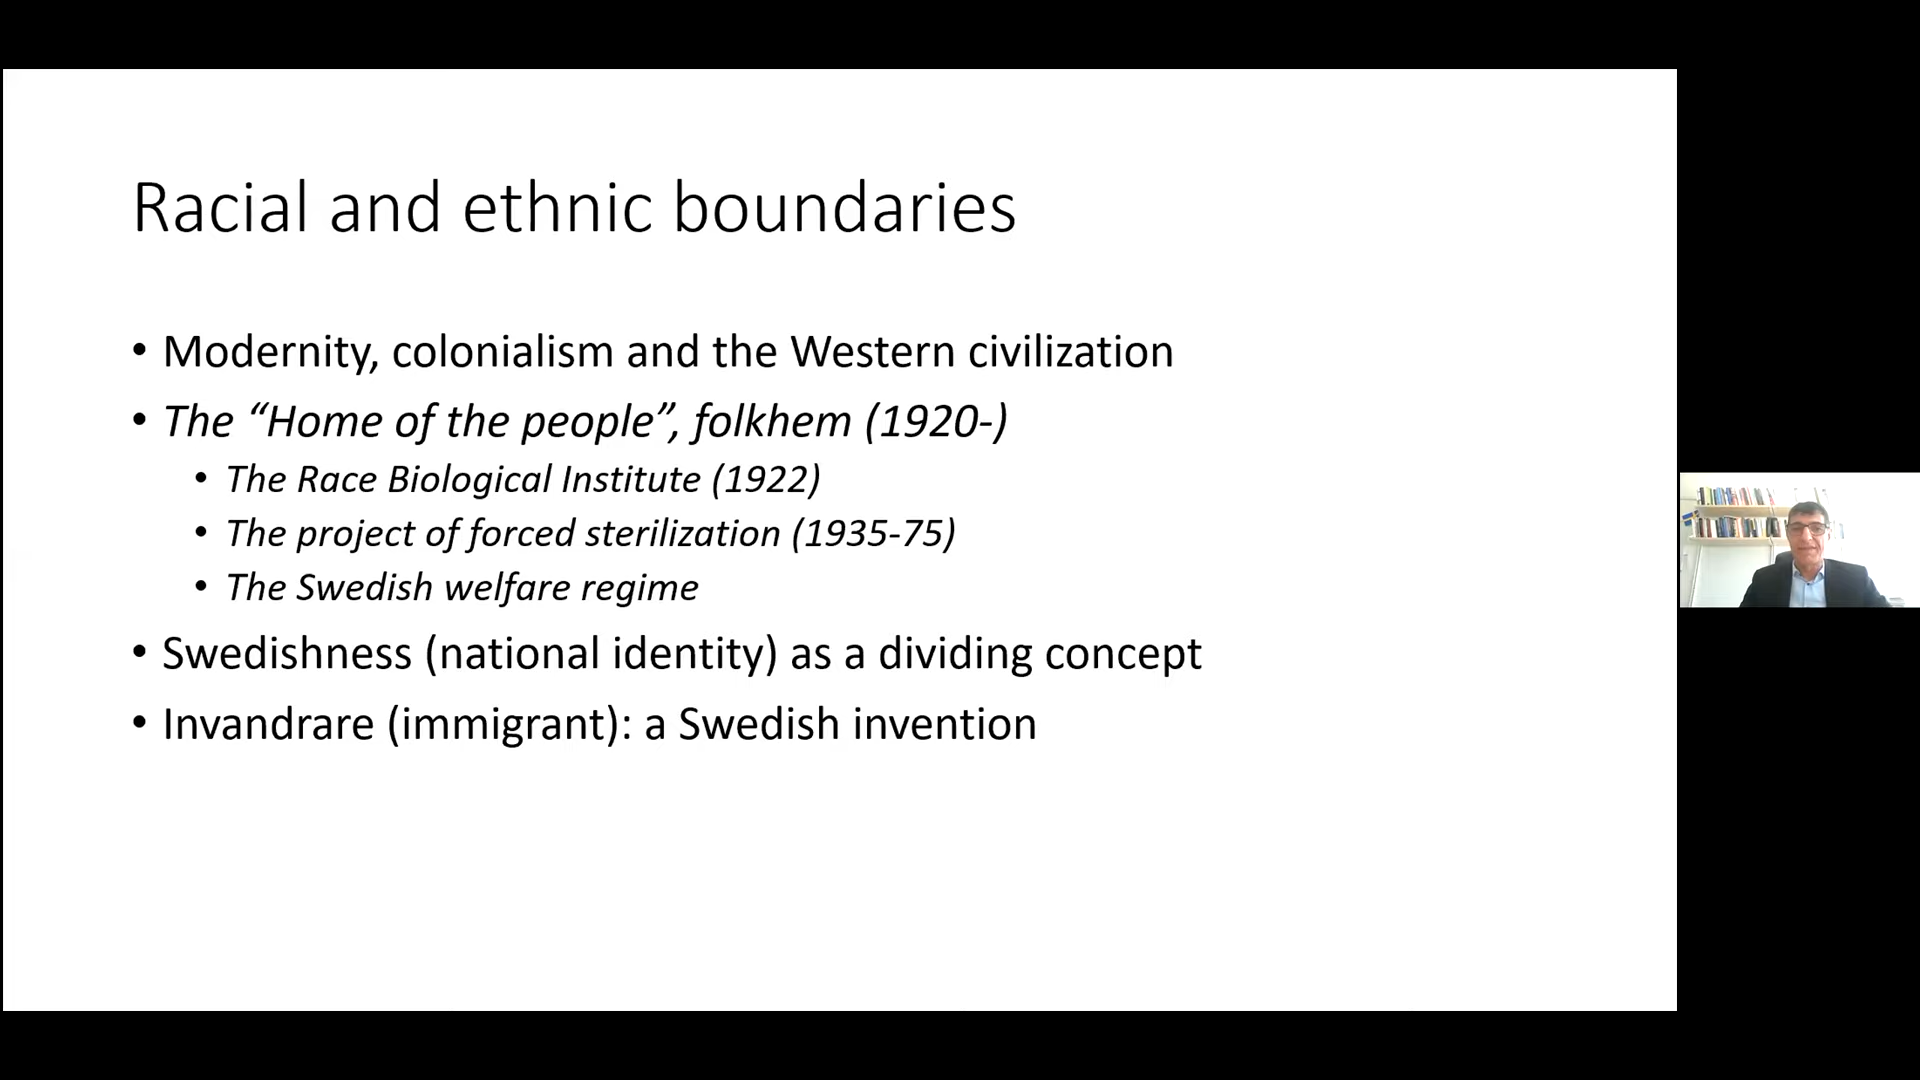 Racial and ethnic boundaries
• Modernity, colonialism and the Western civilization
• The “Home of the people”, folkhem (1920-)
• The Race Biological Institute (1922)
• The project of forced sterilization (1935-75)
• The Swedish welfare regime
• Swedishness (national identity) as a dividing concept
• Invandrare (immigrant): a Swedish invention